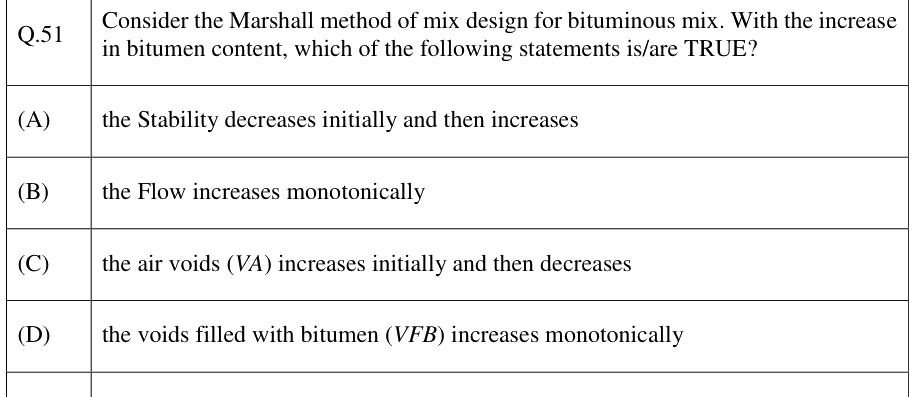 Q.51
Consider the Marshall method of mix design for bituminous mix. With the increase
in bitumen content, which of the following statements is/are TRUE?
(A) the Stability decreases initially and then increases
(B) the Flow increases monotonically
(C) the air voids (VA) increases initially and then decreases
(D) the voids filled with bitumen (VFB) increases monotonically